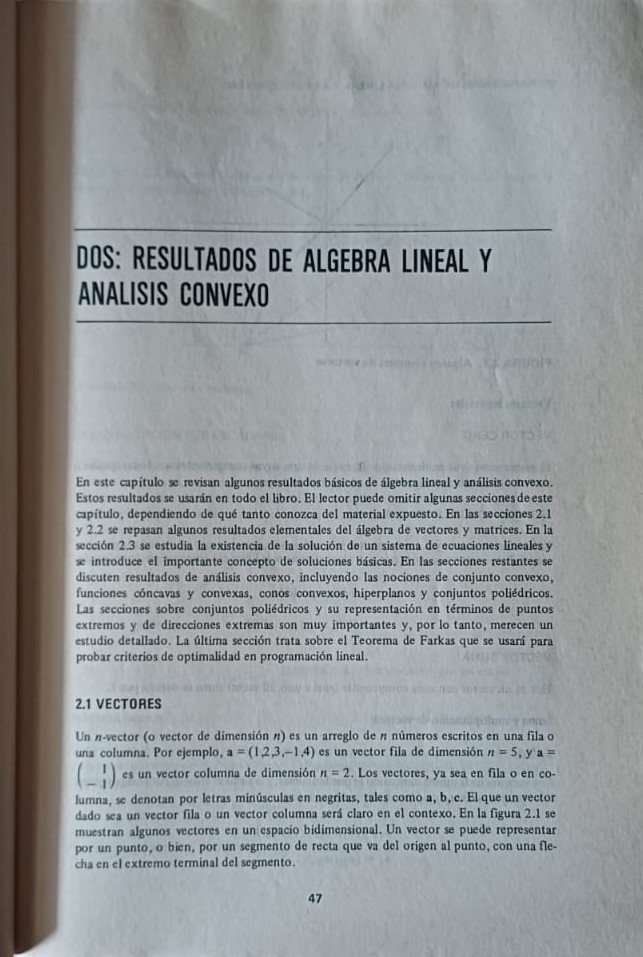 DOS: RESULTADOS DE ALGEBRA LINEAL Y
ANALISIS CONVEXO
En este capítulo se revisan algunos resultados básicos de álgebra lineal y análisis convexo.
Estos resultados se usarán en todo el libro. El lector puede omitir algunas secciones de este
capítulo, dependiendo de qué tanto conozca del material expuesto. En las secciones 2.1
y 2.2 se repasan algunos resultados elementales del álgebra de vectores y matrices. En la
sección 2.3 se estudia la existencia de la solución de un sistema de ecuaciones lineales y
se introduce el importante concepto de soluciones básicas. En las secciones restantes se
discuten resultados de análisis convexo, incluyendo las nociones de conjunto convexo,
funciones cóncavas y convexas, conos convexos, hiperplanos y conjuntos poliédricos.
Las secciones sobre conjuntos poliédricos y su representación en términos de puntos
extremos y de direcciones extremas son muy importantes y, por lo tanto, merecen un
estudio detallado. La última sección trata sobre el Teorema de Farkas que se usará para
probar criterios de optimalidad en programación lineal.
2.1 VECTORES
Un n-vector (o vector de dimensión n) es un arreglo de n números escritos en una fila o
una columna. Por ejemplo, a = (1,2,3,−1,4) es un vector fila de dimensión n = 5, y a =
( 1
− 1 ) es un vector columna de dimensión n = 2. Los vectores, ya sea en fila o en co-
lumna, se denotan por letras minúsculas en negritas, tales como a, b, c. El que un vector
dado sea un vector fila o un vector columna será claro en el contexo. En la figura 2.1 se
muestran algunos vectores en un espacio bidimensional. Un vector se puede representar
por un punto, o bien, por un segmento de recta que va del origen al punto, con una fle-
cha en el extremo terminal del segmento.
47